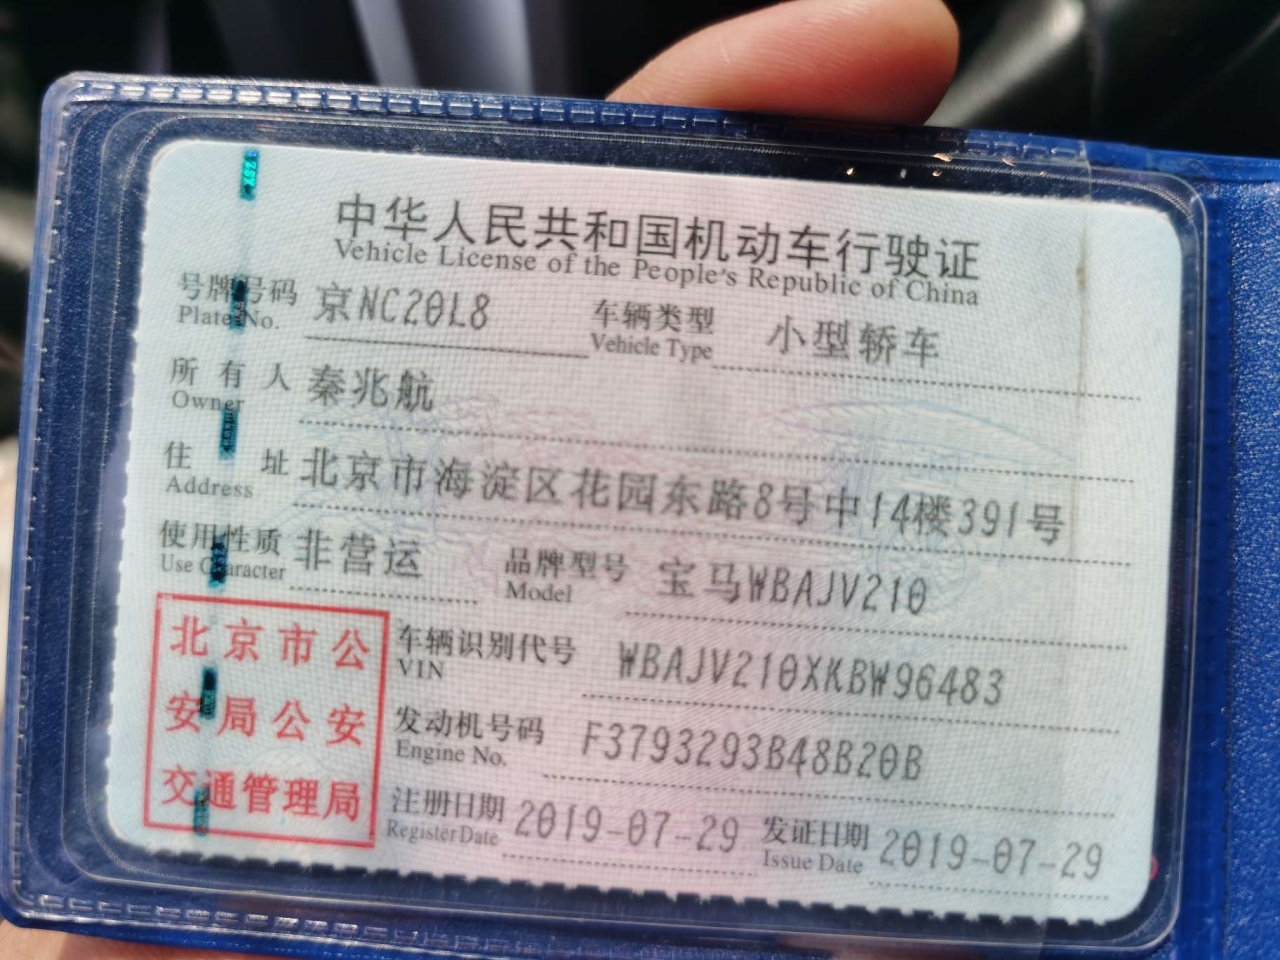 中华人民共和国机动车行驶证
Vehicle License of the People's Republic of China
号牌号码 京NC20L8 车辆类型 小型轿车
Plate No. Vehicle Type
所有人 秦兆航
Owner
住址 北京市海淀区花园东路8号中14楼391号
Address
使用性质 非营运 品牌型号 宝马WBAJV210
Use Character Model
车辆识别代号 WBAJV210XKBW96483
VIN
发动机号码 F3793293B48B20B
Engine No.
注册日期 2019-07-29 发证日期 2019-07-29
Register Date Issue Date
北京市公
安局公安
交通管理局